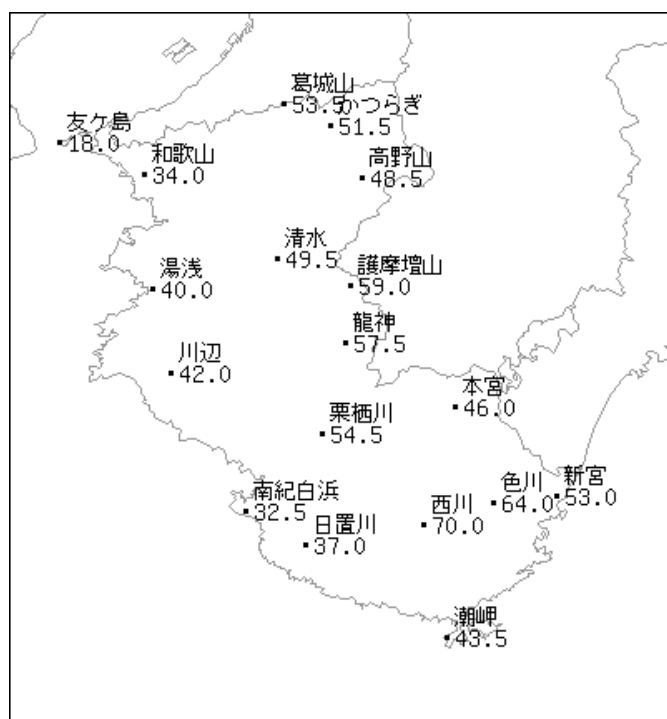 葛城山
53.5
かつらぎ
51.5
友ケ島
18.0
和歌山
34.0
高野山
48.5
清水
49.5
護摩壇山
59.0
湯浅
40.0
龍神
57.5
川辺
42.0
本宮
46.0
栗栖川
54.5
新宮
53.0
色川
64.0
南紀白浜
32.5
西川
70.0
日置川
37.0
潮岬
43.5